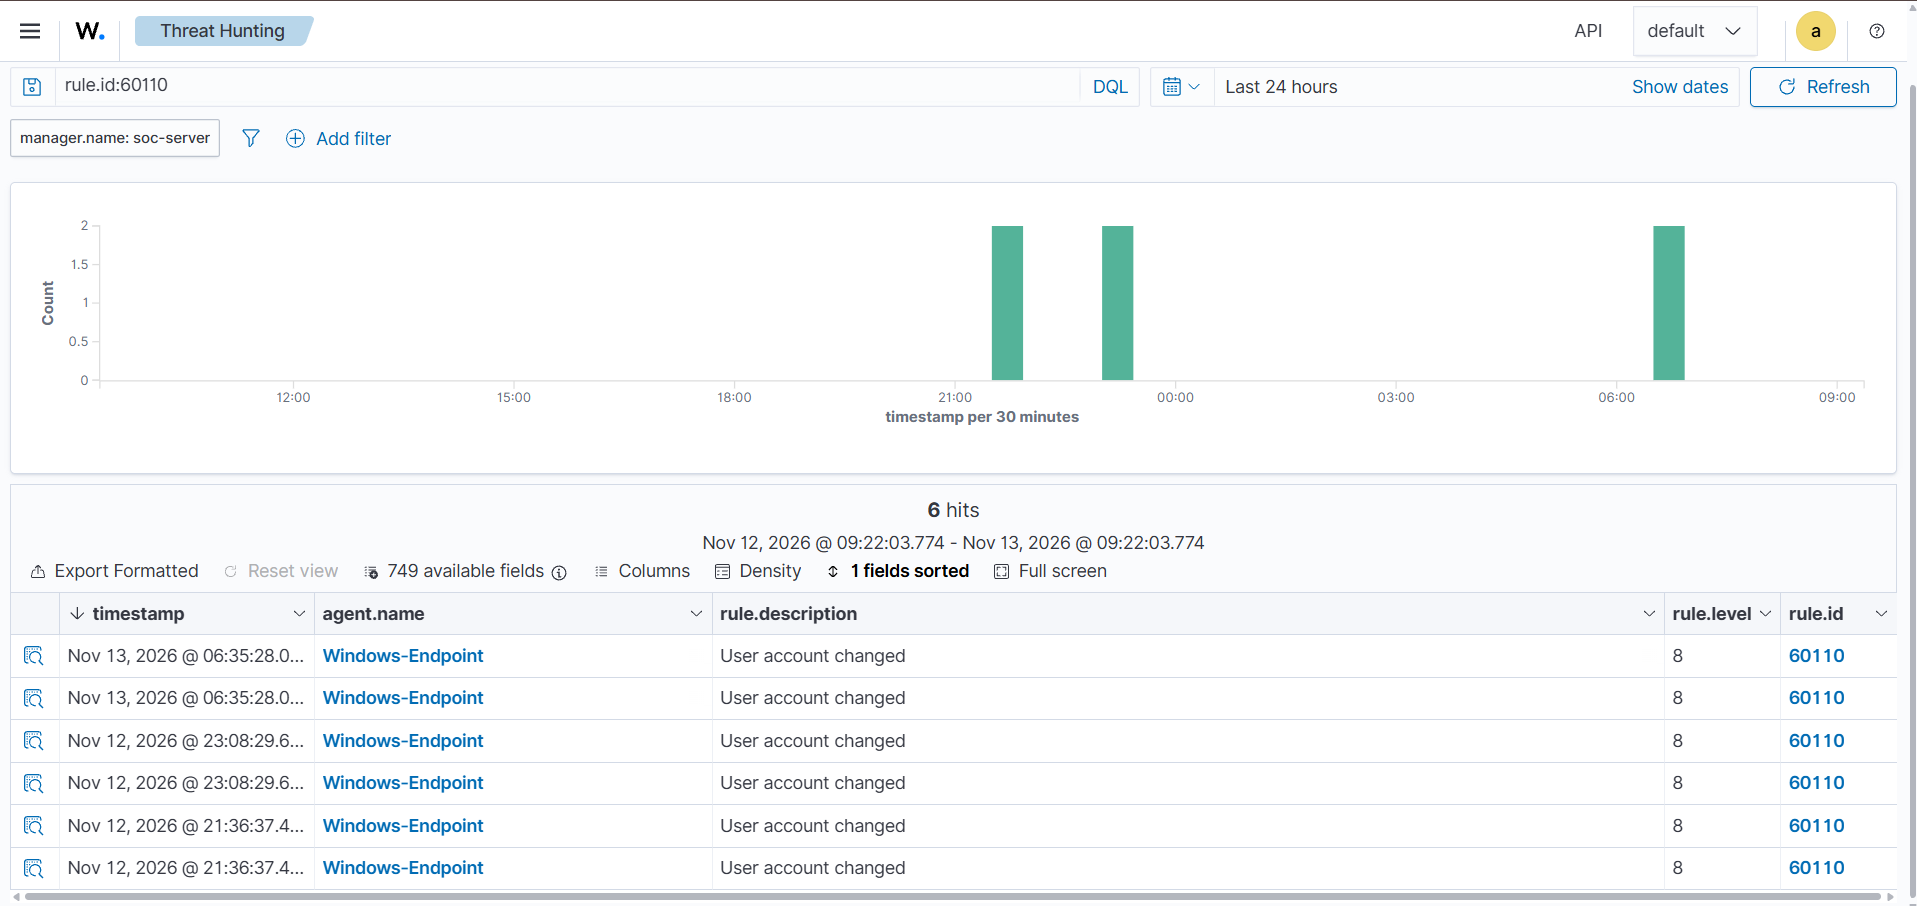 W. Threat Hunting API default a
rule.id:60110 DQL Last 24 hours Show dates Refresh
manager.name: soc-server Add filter
2
1.5
1
0.5
0
Count
12:00 15:00 18:00 21:00 00:00 03:00 06:00 09:00
timestamp per 30 minutes
6 hits
Nov 12, 2026 @ 09:22:03.774 - Nov 13, 2026 @ 09:22:03.774
Export Formatted Reset view 749 available fields Columns Density 1 fields sorted Full screen
timestamp agent.name rule.description rule.level rule.id
Nov 13, 2026 @ 06:35:28.0... Windows-Endpoint User account changed 8 60110
Nov 13, 2026 @ 06:35:28.0... Windows-Endpoint User account changed 8 60110
Nov 12, 2026 @ 23:08:29.6... Windows-Endpoint User account changed 8 60110
Nov 12, 2026 @ 23:08:29.6... Windows-Endpoint User account changed 8 60110
Nov 12, 2026 @ 21:36:37.4... Windows-Endpoint User account changed 8 60110
Nov 12, 2026 @ 21:36:37.4... Windows-Endpoint User account changed 8 60110